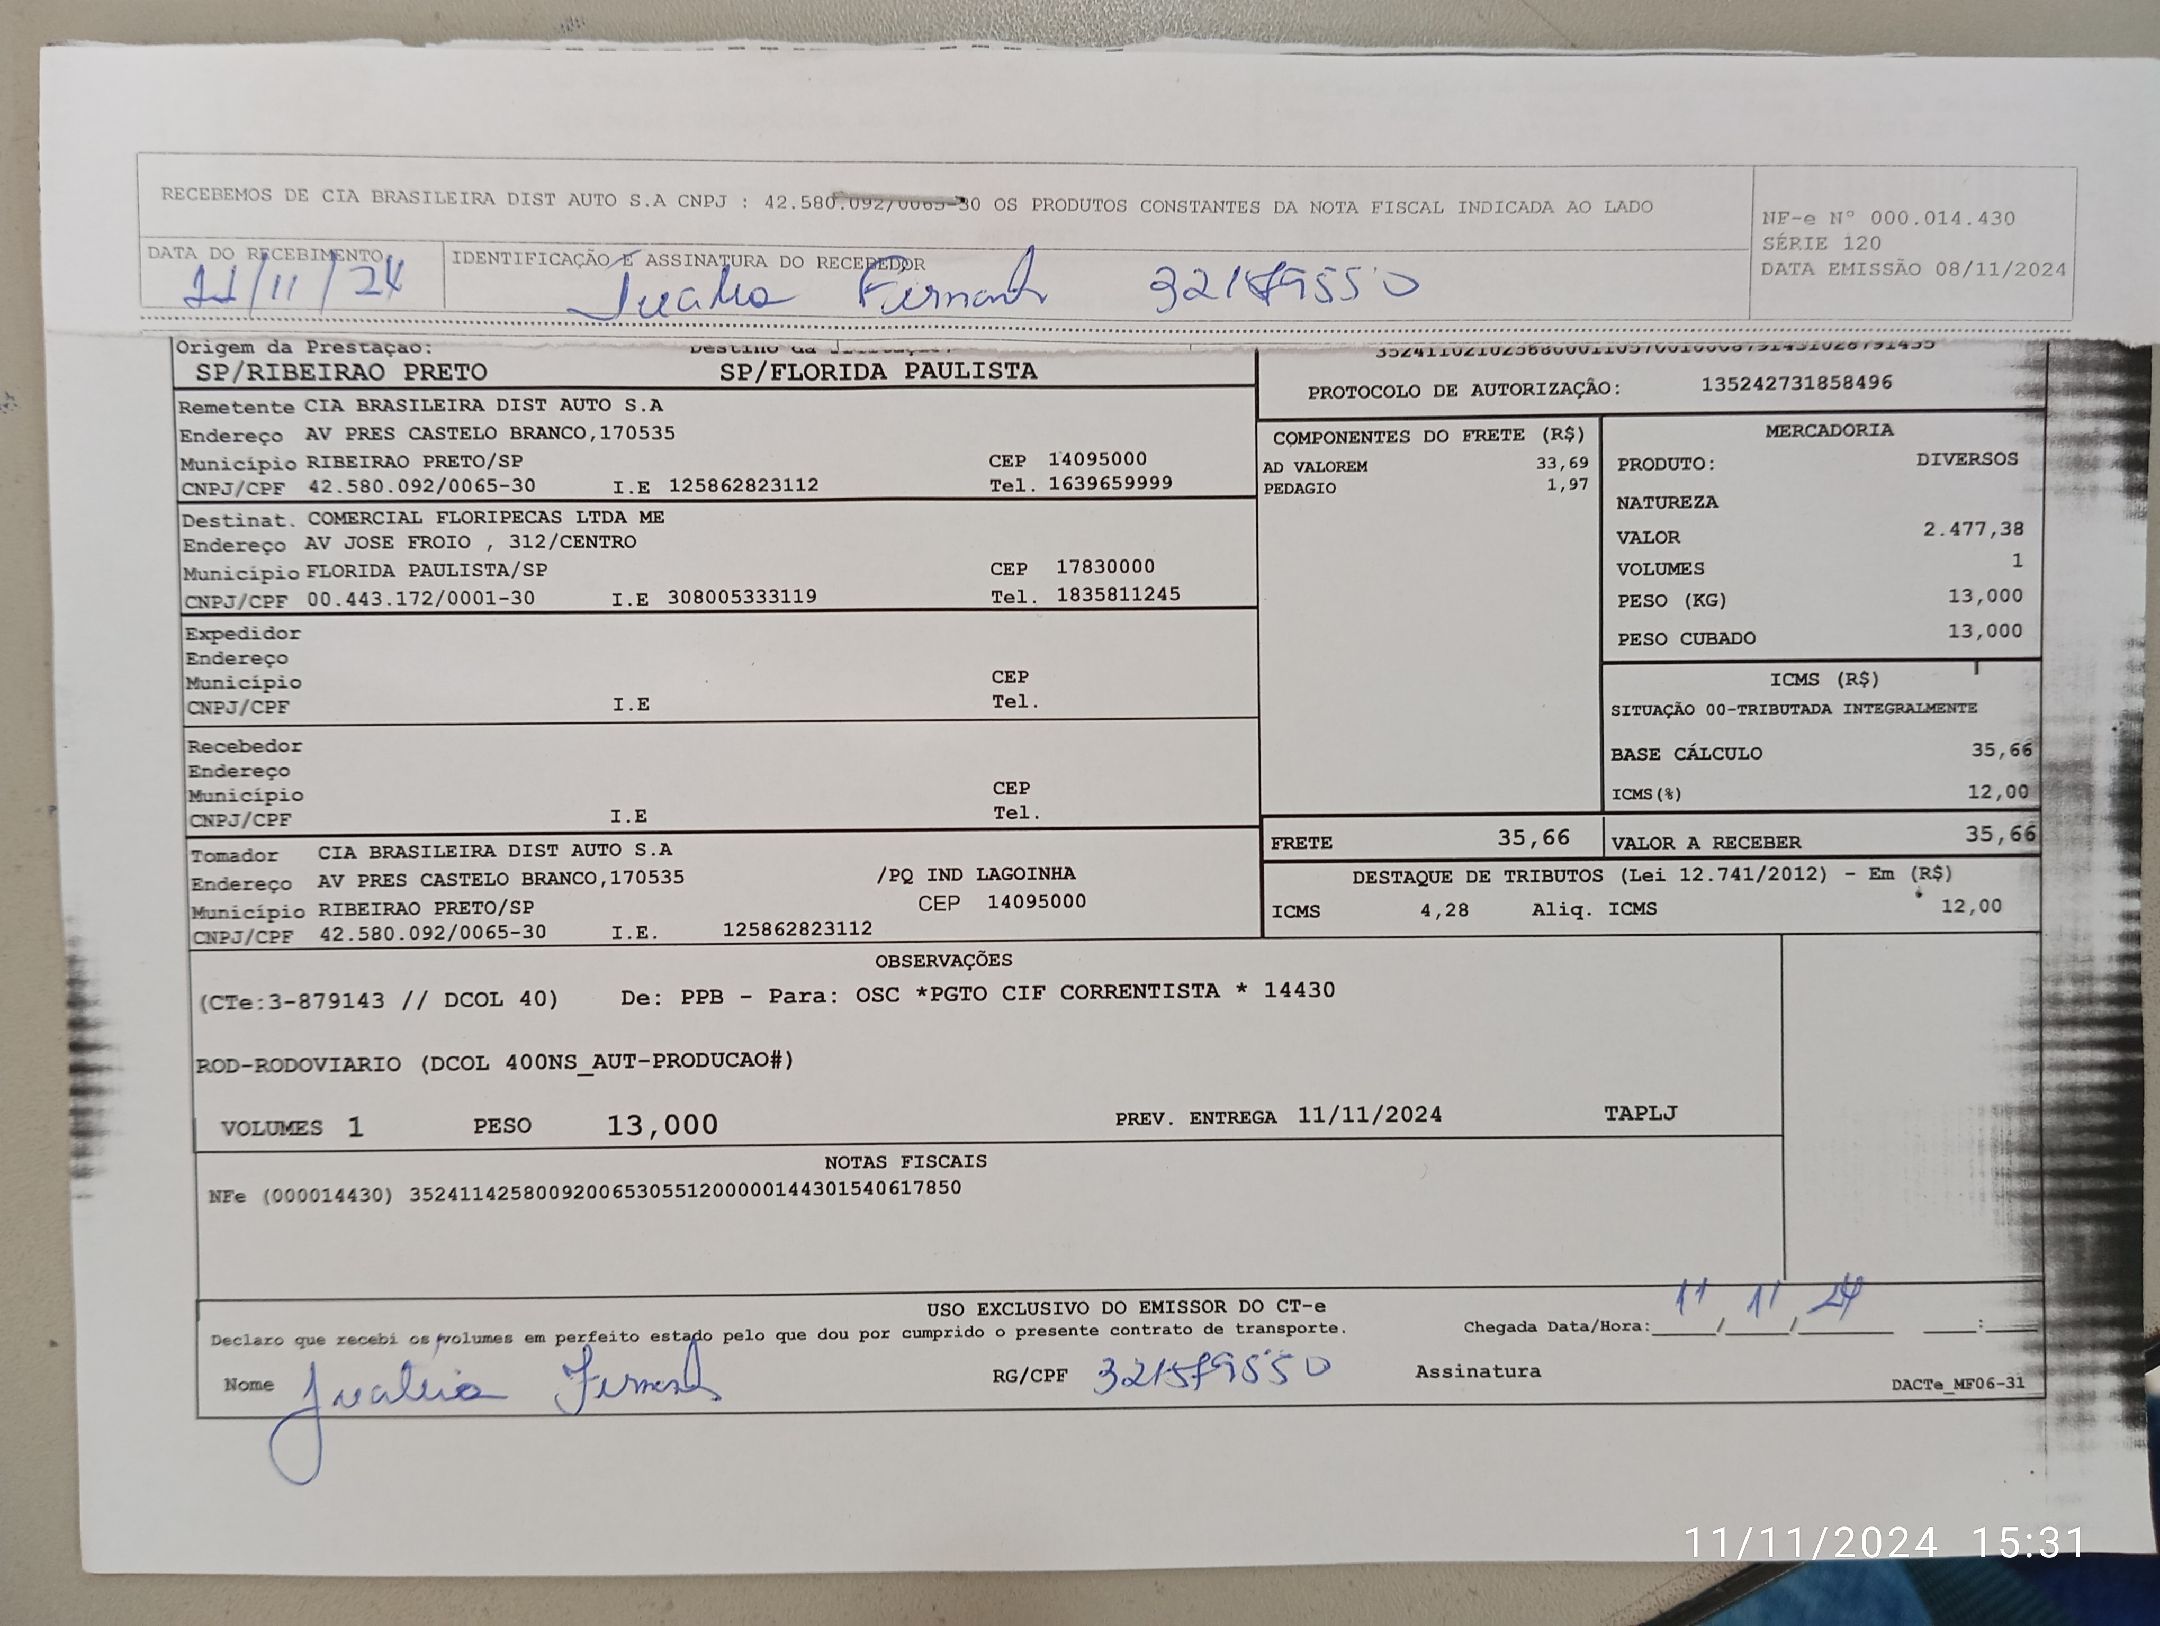 RECEBEMOS DE CIA BRASILEIRA DIST AUTO S.A CNPJ : 42.580.092/0065-30 OS PRODUTOS CONSTANTES DA NOTA FISCAL INDICADA AO LADO
NF-e N° 000.014.430
SÉRIE 120
DATA EMISSÃO 08/11/2024
DATA DO RECEBIMENTO
11/11/24
IDENTIFICAÇÃO E ASSINATURA DO RECEBEDOR
321579550
Origem da Prestação:
SP/RIBEIRAO PRETO
SP/FLORIDA PAULISTA
PROTOCOLO DE AUTORIZAÇÃO: 135242731858496
Remetente CIA BRASILEIRA DIST AUTO S.A
Endereço AV PRES CASTELO BRANCO,170535
Município RIBEIRAO PRETO/SP CEP 14095000
CNPJ/CPF 42.580.092/0065-30 I.E 125862823112 Tel. 1639659999
Destinat. COMERCIAL FLORIPECAS LTDA ME
Endereço AV JOSE FROIO , 312/CENTRO
Município FLORIDA PAULISTA/SP CEP 17830000
CNPJ/CPF 00.443.172/0001-30 I.E 308005333119 Tel. 1835811245
Expedidor
Endereço
Município CEP
CNPJ/CPF I.E Tel.
Recebedor
Endereço
Município CEP
CNPJ/CPF I.E Tel.
Tomador CIA BRASILEIRA DIST AUTO S.A
Endereço AV PRES CASTELO BRANCO,170535 /PQ IND LAGOINHA
Município RIBEIRAO PRETO/SP CEP 14095000
CNPJ/CPF 42.580.092/0065-30 I.E. 125862823112
COMPONENTES DO FRETE (R$)
AD VALOREM 33,69
PEDAGIO 1,97
MERCADORIA
PRODUTO: DIVERSOS
NATUREZA
VALOR 2.477,38
VOLUMES 1
PESO (KG) 13,000
PESO CUBADO 13,000
ICMS (R$)
SITUAÇÃO 00-TRIBUTADA INTEGRALMENTE
BASE CÁLCULO 35,66
ICMS(%) 12,00
FRETE 35,66 VALOR A RECEBER 35,66
DESTAQUE DE TRIBUTOS (Lei 12.741/2012) - Em (R$)
ICMS 4,28 Aliq. ICMS 12,00
OBSERVAÇÕES
(CTe:3-879143 // DCOL 40) De: PPB - Para: OSC *PGTO CIF CORRENTISTA * 14430
ROD-RODOVIARIO (DCOL 400NS_AUT-PRODUCAO#)
VOLUMES 1 PESO 13,000 PREV. ENTREGA 11/11/2024 TAPLJ
NOTAS FISCAIS
NFe (000014430) 35241142580092006530551200000144301540617850
USO EXCLUSIVO DO EMISSOR DO CT-e
Declaro que recebi os volumes em perfeito estado pelo que dou por cumprido o presente contrato de transporte.
Chegada Data/Hora: 11/11/24 :
Nome
RG/CPF 321579550 Assinatura
DACTe_MF06-31
11/11/2024 15:31